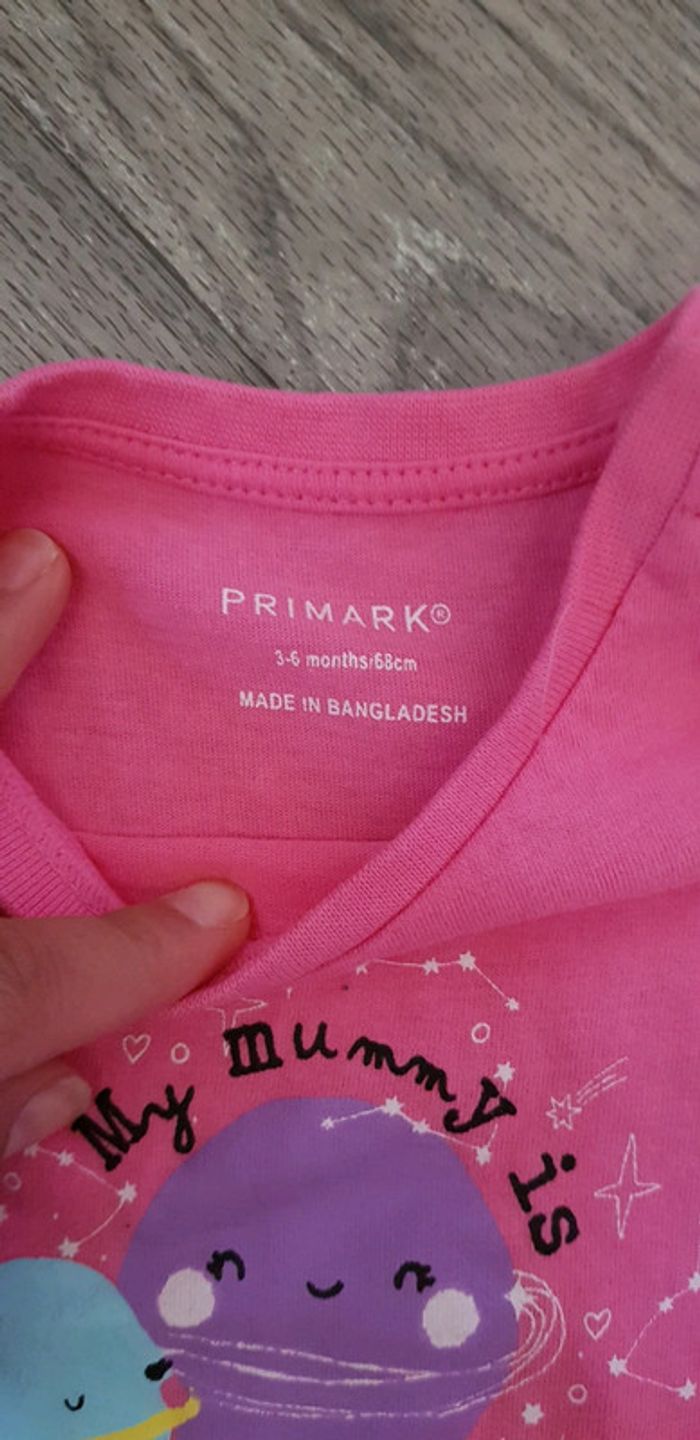 PRIMARK®
3-6 months/68cm
MADE IN BANGLADESH
My mummy is